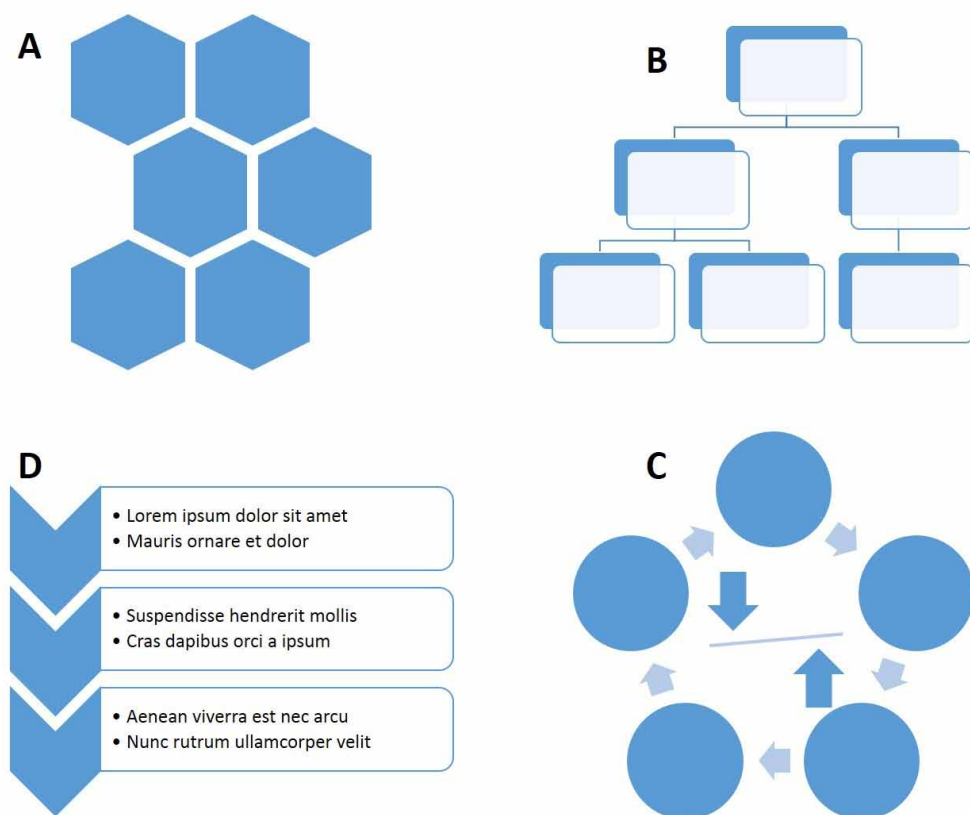 A
B
D
• Lorem ipsum dolor sit amet
• Mauris ornare et dolor
• Suspendisse hendrerit mollis
• Cras dapibus orci a ipsum
• Aenean viverra est nec arcu
• Nunc rutrum ullamcorper velit
C